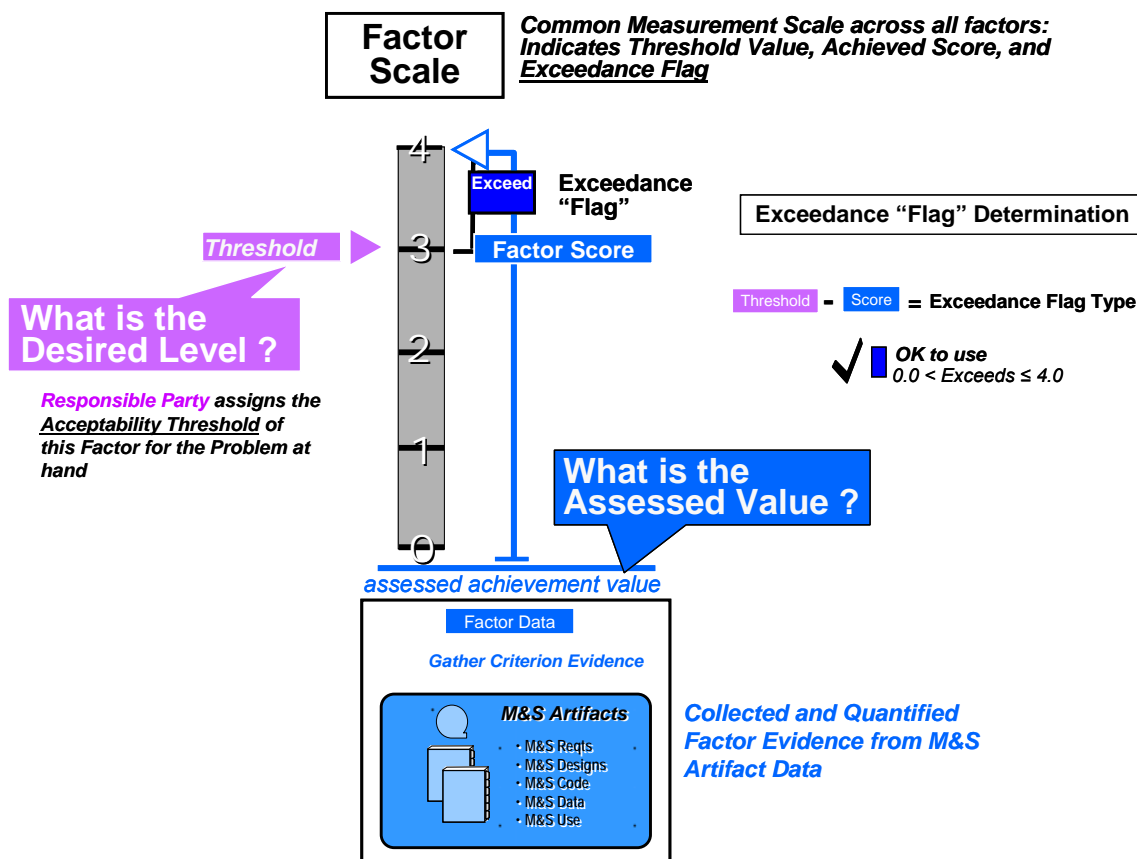 Factor
Scale
Common Measurement Scale across all factors:
Indicates Threshold Value, Achieved Score, and
Exceedance Flag
4
Exceed
Exceedance
“Flag”
Exceedance “Flag” Determination
Threshold
3
Factor Score
Threshold - Score = Exceedance Flag Type
What is the
Desired Level ?
2
OK to use
0.0 < Exceeds ≤ 4.0
Responsible Party assigns the
Acceptability Threshold of
this Factor for the Problem at
hand
1
What is the
Assessed Value ?
0
assessed achievement value
Factor Data
Gather Criterion Evidence
M&S Artifacts
• M&S Reqts
• M&S Designs
• M&S Code
• M&S Data
• M&S Use
Collected and Quantified
Factor Evidence from M&S
Artifact Data